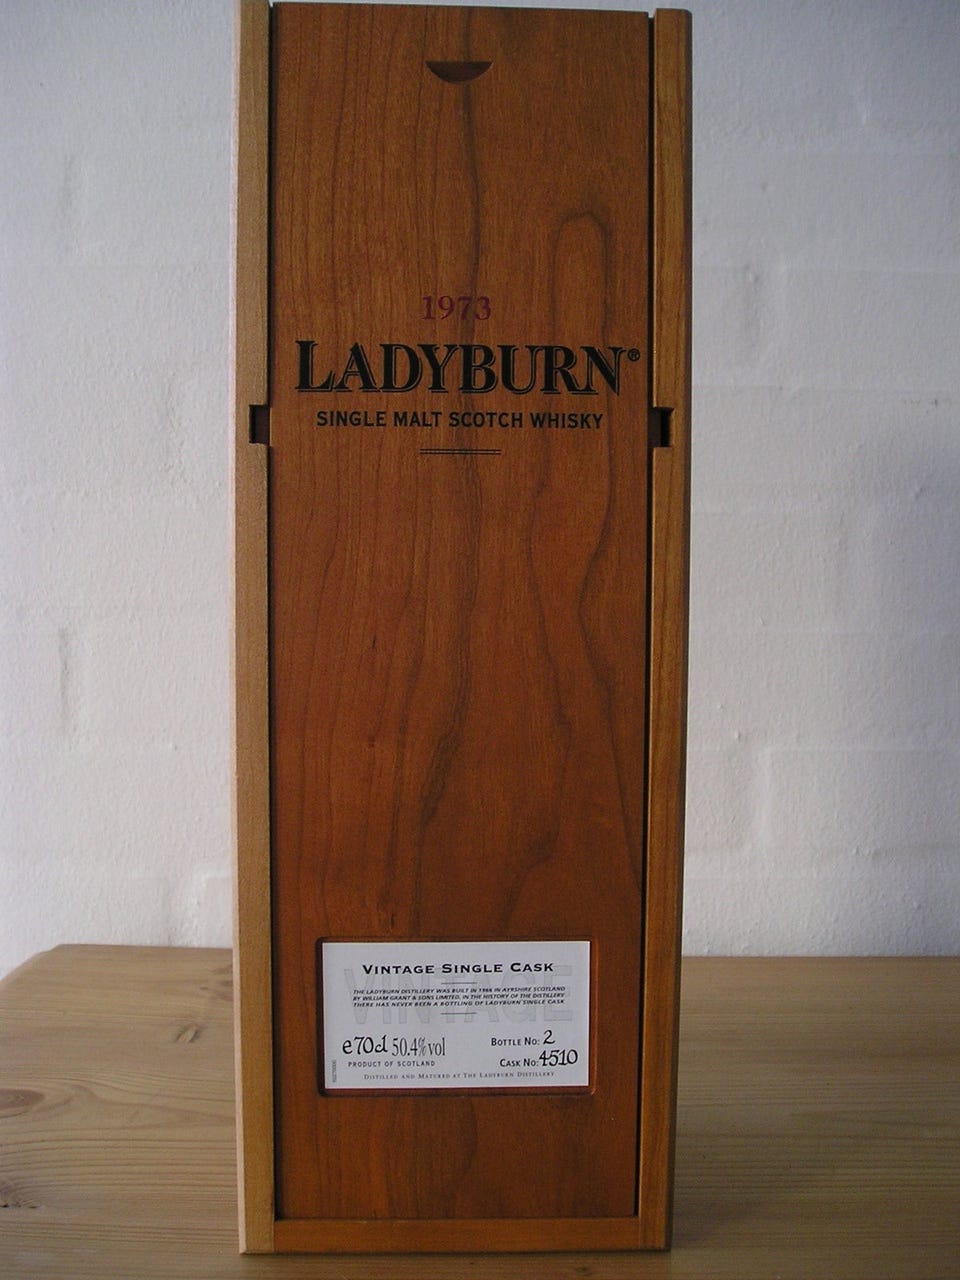 1973
LADYBURN®
SINGLE MALT SCOTCH WHISKY
VINTAGE SINGLE CASK
VINTAGE
THE LADYBURN DISTILLERY WAS BUILT IN 1966 IN AYRSHIRE SCOTLAND
BY WILLIAM GRANT & SONS LIMITED. IN THE HISTORY OF THE DISTILLERY
THERE HAS NEVER BEEN A BOTTLING OF LADYBURN SINGLE CASK
e70cl 50.4%vol
BOTTLE No: 2
PRODUCT OF SCOTLAND
CASK No: 4510
DISTILLED AND MATURED AT THE LADYBURN DISTILLERY